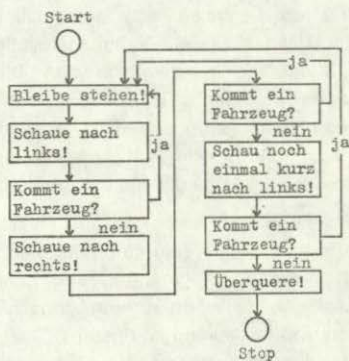 Start
Bleibe stehen!
Schaue nach
links!
ja
Kommt ein
Fahrzeug?
nein
Schaue nach
rechts!
ja
Kommt ein
Fahrzeug?
nein
Schau noch
einmal kurz
nach links!
ja
Kommt ein
Fahrzeug?
nein
Überquere!
Stop